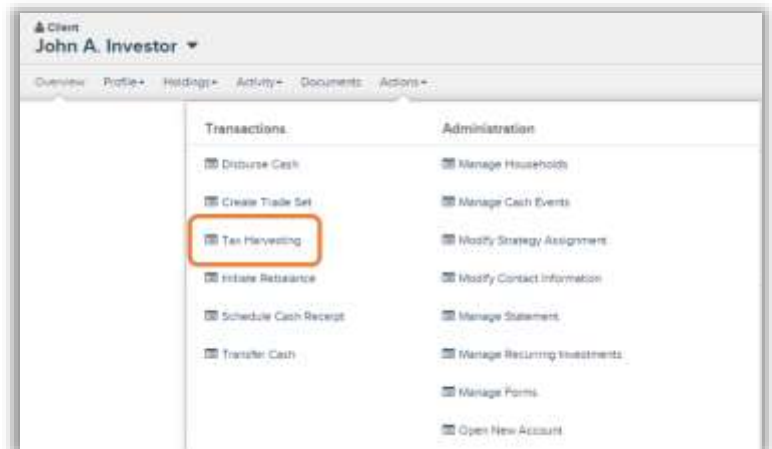 Client
John A. Investor
Overview Profile Holdings Activity Documents Actions
Transactions
Disburse Cash
Create Trade Set
Tax Harvesting
Initiate Rebalance
Schedule Cash Receipt
Transfer Cash
Administration
Manage Households
Manage Cash Events
Modify Strategy Assignment
Modify Contact Information
Manage Statement
Manage Recurring Investments
Manage Forms
Open New Account